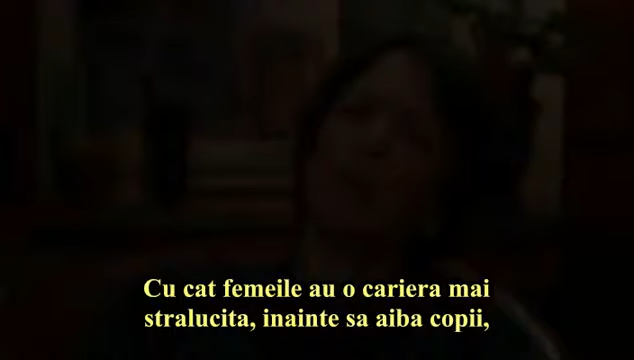 Cu cat femeile au o cariera mai
stralucita, inainte sa aiba copii,